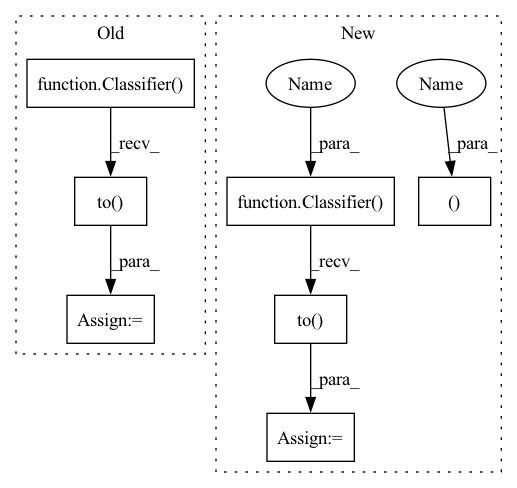 Old
New
function.Classifier()
Name
Name
_recv_
_para_
_para_
to()
function.Classifier()
()
_para_
_recv_
Assign:=
to()
_para_
Assign:=